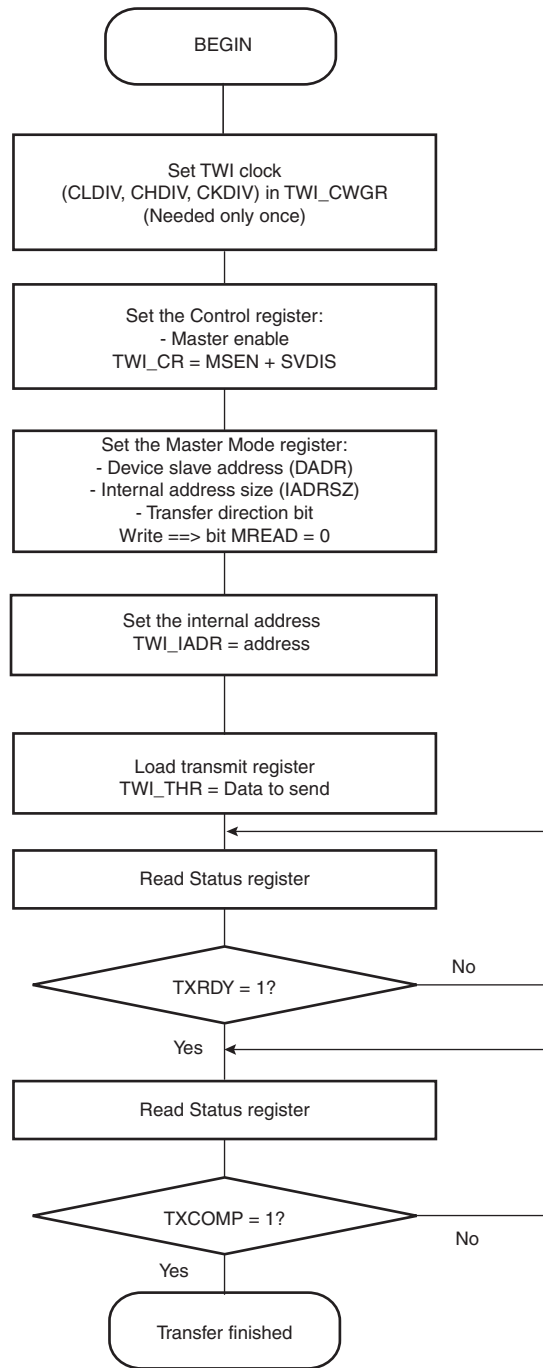 BEGIN
Set TWI clock
(CLDIV, CHDIV, CKDIV) in TWI_CWGR
(Needed only once)
Set the Control register:
- Master enable
TWI_CR = MSEN + SVDIS
Set the Master Mode register:
- Device slave address (DADR)
- Internal address size (IADRSZ)
- Transfer direction bit
Write ==> bit MREAD = 0
Set the internal address
TWI_IADR = address
Load transmit register
TWI_THR = Data to send
Read Status register
TXRDY = 1?
No
Yes
Read Status register
TXCOMP = 1?
No
Yes
Transfer finished